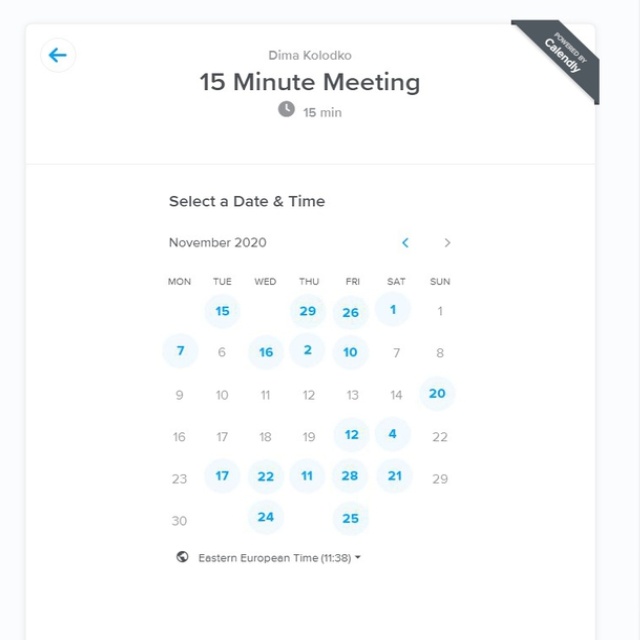 POWERED BY
Calendly
Dima Kolodko
15 Minute Meeting
15 min
Select a Date & Time
November 2020
MON TUE WED THU FRI SAT SUN
15 29 26 1 1
7 6 16 2 10 7 8
9 10 11 12 13 14 20
16 17 18 19 12 4 22
23 17 22 11 28 21 29
30 24 25
Eastern European Time (11:38)